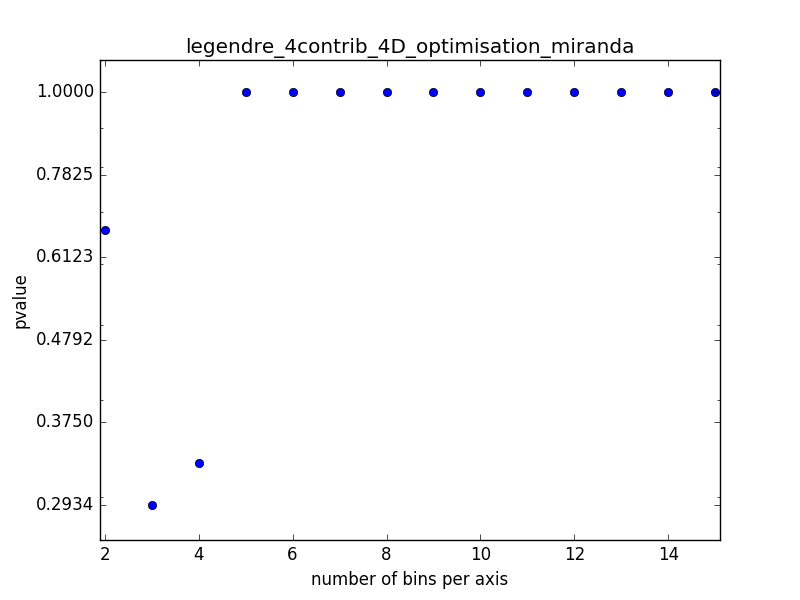 legendre_4contrib_4D_optimisation_miranda
1.0000
0.7825
0.6123
0.4792
0.3750
0.2934
pvalue
2 4 6 8 10 12 14
number of bins per axis